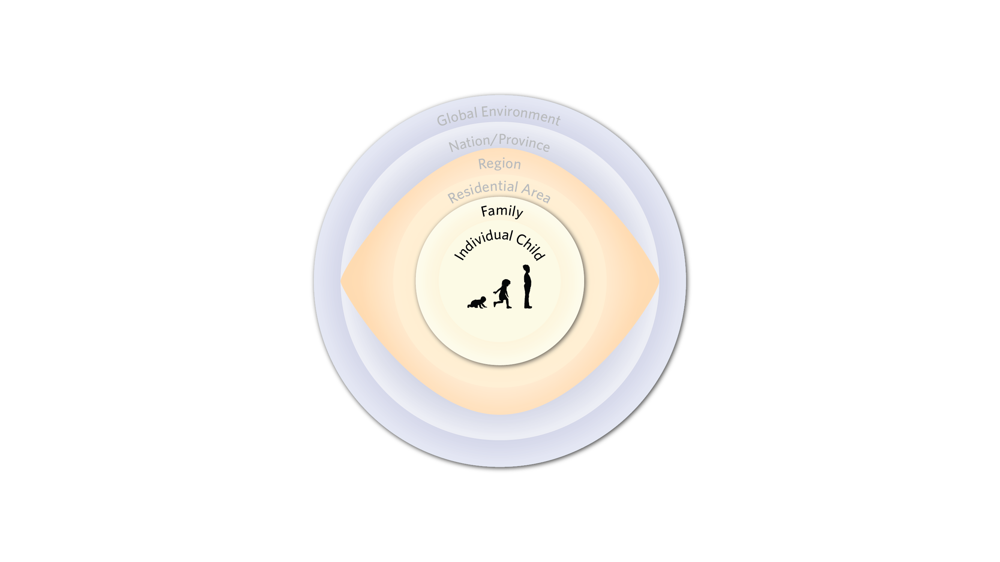 Global Environment
Nation/Province
Region
Residential Area
Family
Individual Child